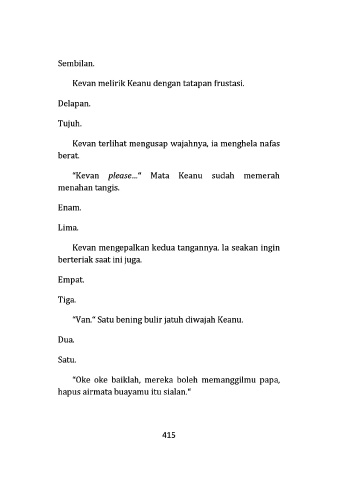 Sembilan.
Kevan melirik Keanu dengan tatapan frustasi.
Delapan.
Tujuh.
Kevan terlihat mengusap wajahnya, ia menghela nafas
berat.
"Kevan please..." Mata Keanu sudah memerah
menahan tangis.
Enam.
Lima.
Kevan mengepalkan kedua tangannya. Ia seakan ingin
berteriak saat ini juga.
Empat.
Tiga.
"Van." Satu bening bulir jatuh diwajah Keanu.
Dua.
Satu.
"Oke oke baiklah, mereka boleh memanggilmu papa,
hapus airmata buayamu itu sialan."
415